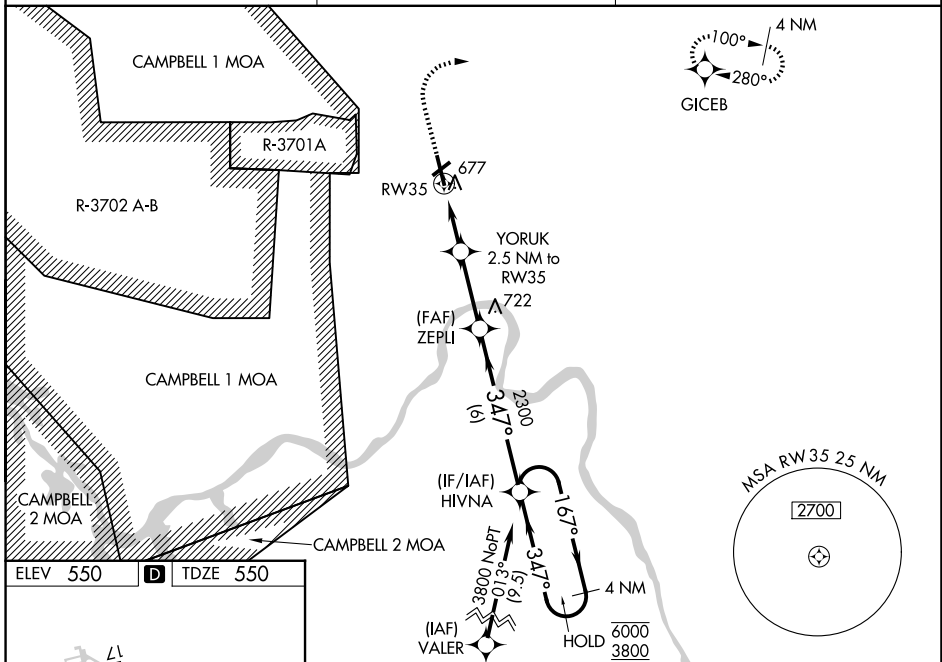 CAMPBELL 1 MOA
R-3701A
R-3702 A-B
CAMPBELL 1 MOA
CAMPBELL
2 MOA
CAMPBELL 2 MOA
4 NM
100°
280°
GICEB
677
RW35
YORUK
2.5 NM to
RW35
722
(FAF)
ZEPLI
2300
347°
(6)
(IF/IAF)
HIVNA
167°
347°
4 NM
3800 NoPT
013°
(9.5)
(IAF)
VALER
HOLD
6000
3800
MSA RW35 25 NM
2700
ELEV 550
D
TDZE 550
17